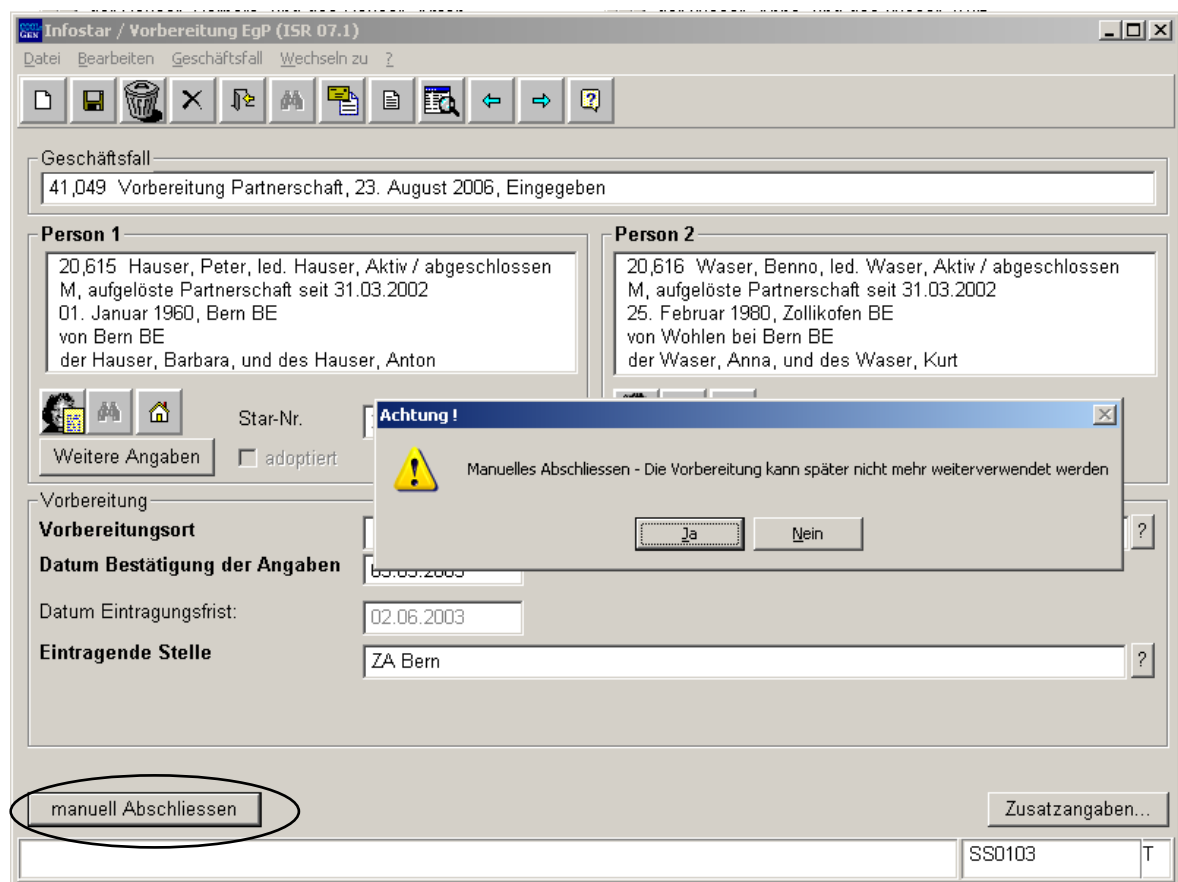 Infostar / Vorbereitung EgP (ISR 07.1)
Datei Bearbeiten Geschäftsfall Wechseln zu ?
Geschäftsfall
41,049 Vorbereitung Partnerschaft, 23. August 2006, Eingegeben
Person 1
20,615 Hauser, Peter, led. Hauser, Aktiv / abgeschlossen
M, aufgelöste Partnerschaft seit 31.03.2002
01. Januar 1960, Bern BE
von Bern BE
der Hauser, Barbara, und des Hauser, Anton
Person 2
20,616 Waser, Benno, led. Waser, Aktiv / abgeschlossen
M, aufgelöste Partnerschaft seit 31.03.2002
25. Februar 1980, Zollikofen BE
von Wohlen bei Bern BE
der Waser, Anna, und des Waser, Kurt
Star-Nr.
Weitere Angaben
adoptiert
Achtung !
Manuelles Abschliessen - Die Vorbereitung kann später nicht mehr weiterverwendet werden
Ja Nein
Vorbereitung
Vorbereitungsort
?
Datum Bestätigung der Angaben
Datum Eintragungsfrist: 02.06.2003
Eintragende Stelle ZA Bern ?
manuell Abschliessen Zusatzangaben...
SS0103 T